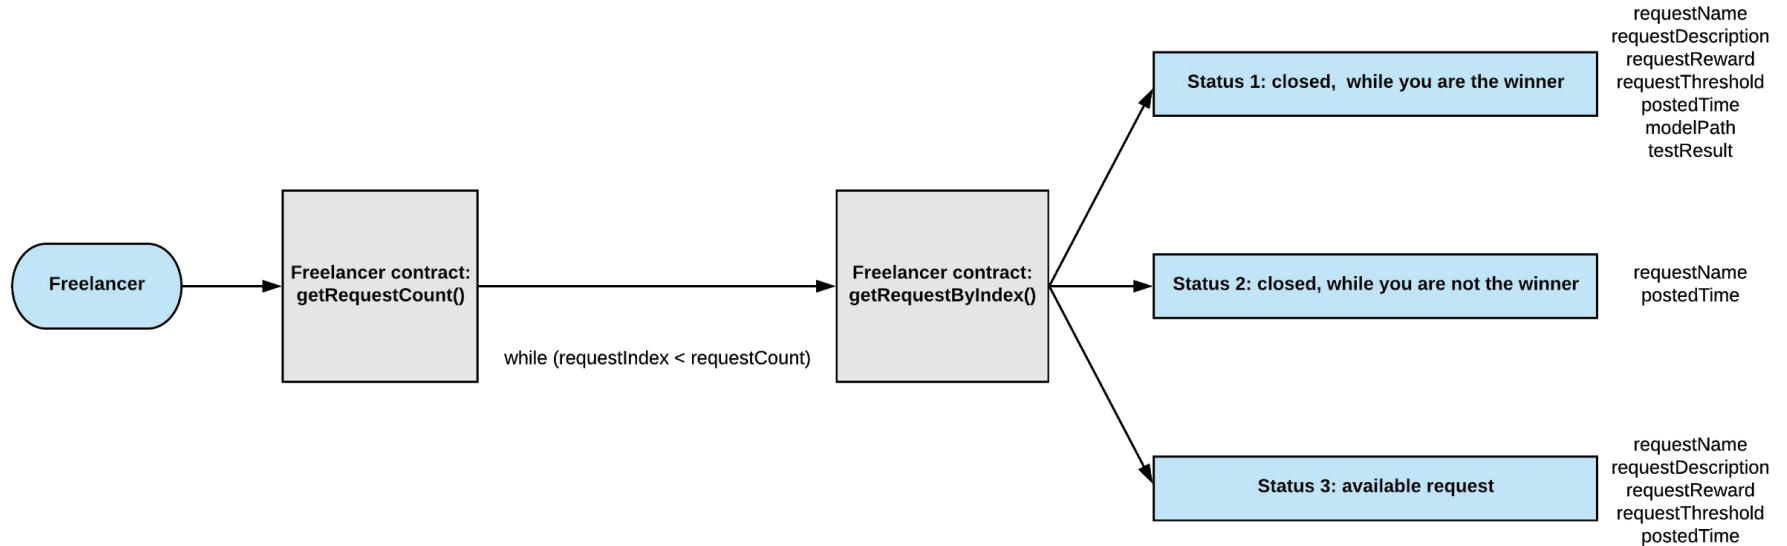 Freelancer
Freelancer contract:
getRequestCount()
while (requestIndex < requestCount)
Freelancer contract:
getRequestByIndex()
Status 1: closed,  while you are the winner
requestName
requestDescription
requestReward
requestThreshold
postedTime
modelPath
testResult
Status 2: closed, while you are not the winner
requestName
postedTime
Status 3: available request
requestName
requestDescription
requestReward
requestThreshold
postedTime